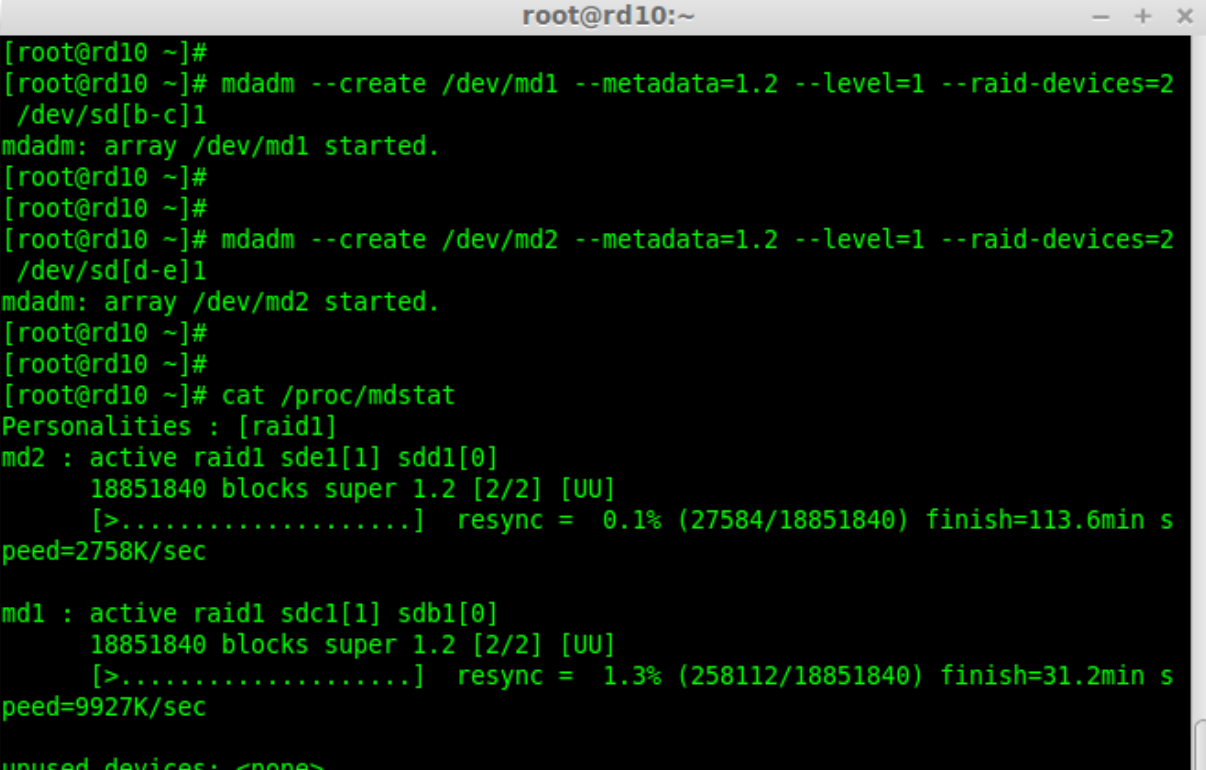 root@rd10:~
[root@rd10 ~]#
[root@rd10 ~]# mdadm --create /dev/md1 --metadata=1.2 --level=1 --raid-devices=2
 /dev/sd[b-c]1
mdadm: array /dev/md1 started.
[root@rd10 ~]#
[root@rd10 ~]#
[root@rd10 ~]# mdadm --create /dev/md2 --metadata=1.2 --level=1 --raid-devices=2
 /dev/sd[d-e]1
mdadm: array /dev/md2 started.
[root@rd10 ~]#
[root@rd10 ~]#
[root@rd10 ~]# cat /proc/mdstat
Personalities : [raid1]
md2 : active raid1 sde1[1] sdd1[0]
      18851840 blocks super 1.2 [2/2] [UU]
      [>....................]  resync =  0.1% (27584/18851840) finish=113.6min s
peed=2758K/sec

md1 : active raid1 sdc1[1] sdb1[0]
      18851840 blocks super 1.2 [2/2] [UU]
      [>....................]  resync =  1.3% (258112/18851840) finish=31.2min s
peed=9927K/sec

unused devices: <none>